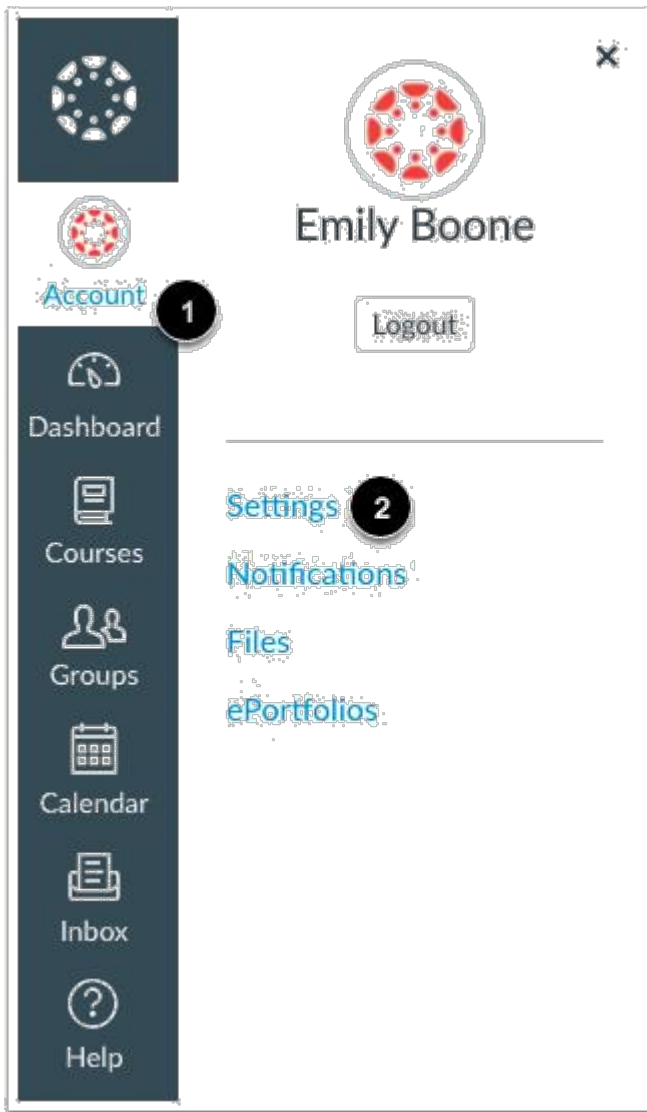 Account
1
Dashboard
Courses
Groups
Calendar
Inbox
Help
Emily Boone
Logout
Settings 2
Notifications
Files
ePortfolios